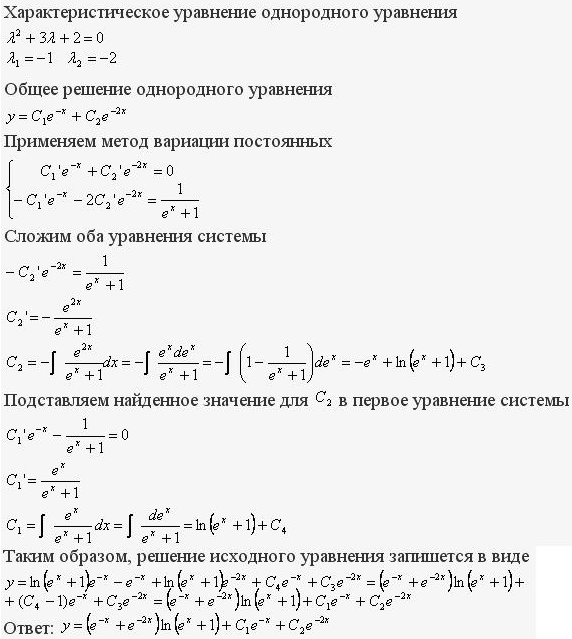 Характеристическое уравнение однородного уравнения
λ² + 3λ + 2 = 0
λ₁ = −1 λ₂ = −2
Общее решение однородного уравнения
y = C₁e⁻ˣ + C₂e⁻²ˣ
Применяем метод вариации постоянных
{ C₁'e⁻ˣ + C₂'e⁻²ˣ = 0
−C₁'e⁻ˣ − 2C₂'e⁻²ˣ = 1/(eˣ + 1)
Сложим оба уравнения системы
−C₂'e⁻²ˣ = 1/(eˣ + 1)
C₂' = −e²ˣ/(eˣ + 1)
C₂ = −∫ e²ˣ/(eˣ + 1) dx = −∫ eˣdeˣ/(eˣ + 1) = −∫ (1 − 1/(eˣ + 1)) deˣ = −eˣ + ln(eˣ + 1) + C₃
Подставляем найденное значение для C₂ в первое уравнение системы
C₁'e⁻ˣ − 1/(eˣ + 1) = 0
C₁' = eˣ/(eˣ + 1)
C₁ = ∫ eˣ/(eˣ + 1) dx = ∫ deˣ/(eˣ + 1) = ln(eˣ + 1) + C₄
Таким образом, решение исходного уравнения запишется в виде
y = ln(eˣ + 1)e⁻ˣ − e⁻ˣ + ln(eˣ + 1)e⁻²ˣ + C₄e⁻ˣ + C₃e⁻²ˣ = (e⁻ˣ + e⁻²ˣ)ln(eˣ + 1) +
+ (C₄ − 1)e⁻ˣ + C₃e⁻²ˣ = (e⁻ˣ + e⁻²ˣ)ln(eˣ + 1) + C₁e⁻ˣ + C₂e⁻²ˣ
Ответ: y = (e⁻ˣ + e⁻²ˣ)ln(eˣ + 1) + C₁e⁻ˣ + C₂e⁻²ˣ